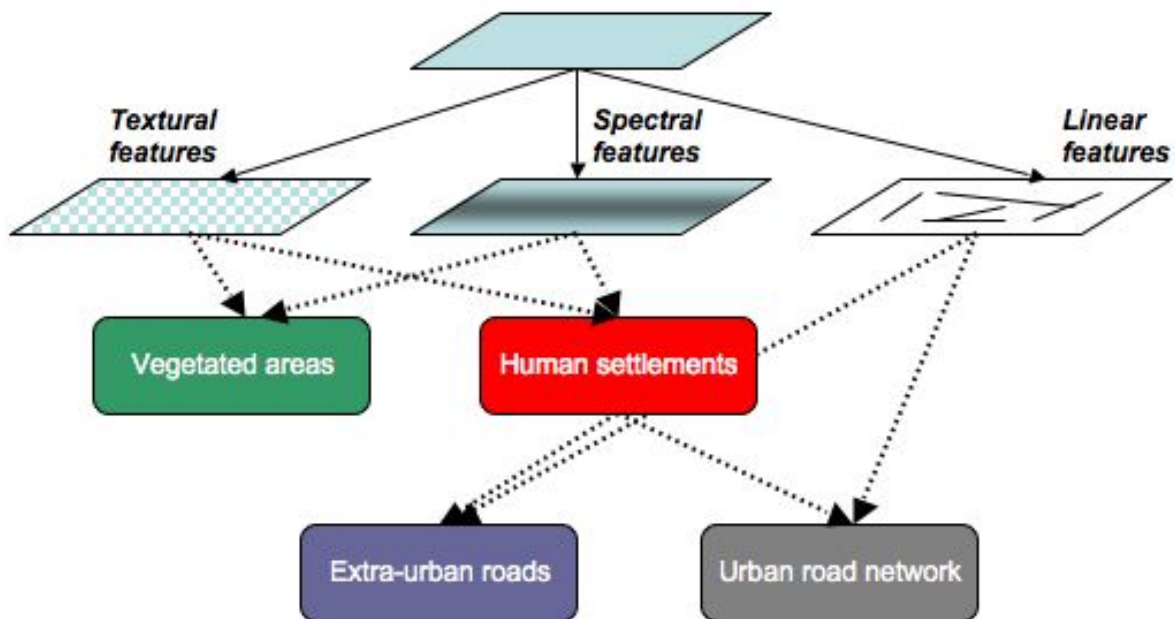 Textural
features
Spectral
features
Linear
features
Vegetated areas
Human settlements
Extra-urban roads
Urban road network